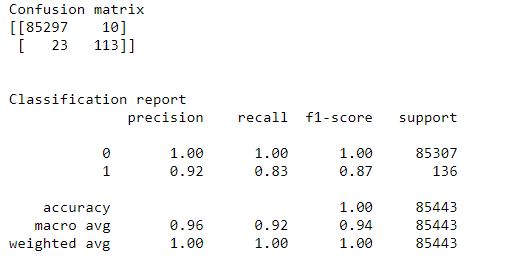 Confusion matrix
[[85297    10]
 [   23   113]]
Classification report
              precision    recall  f1-score   support
           0       1.00      1.00      1.00     85307
           1       0.92      0.83      0.87       136
    accuracy                           1.00     85443
   macro avg       0.96      0.92      0.94     85443
weighted avg       1.00      1.00      1.00     85443